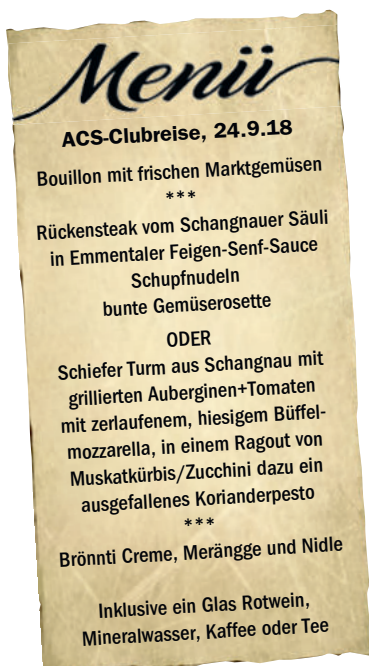 Menü
ACS-Clubreise, 24.9.18
Bouillon mit frischen Marktgemüsen
***
Rückensteak vom Schangnauer Säuli
in Emmentaler Feigen-Senf-Sauce
Schupfnudeln
bunte Gemüserosette
ODER
Schiefer Turm aus Schangnau mit
grillierten Auberginen+Tomaten
mit zerlaufenem, hiesigem Büffel-
mozzarella, in einem Ragout von
Muskatkürbis/Zucchini dazu ein
ausgefallenes Korianderpesto
***
Brönnti Creme, Merängge und Nidle
Inklusive ein Glas Rotwein,
Mineralwasser, Kaffee oder Tee